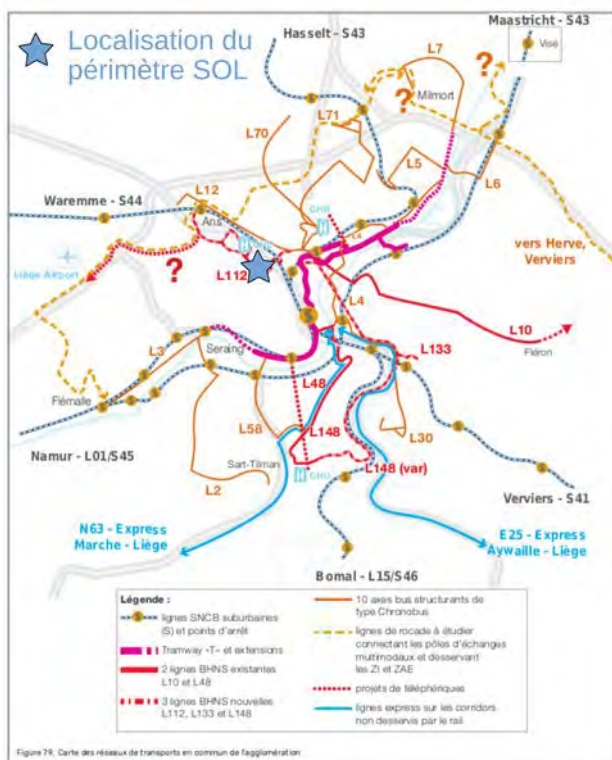 Localisation du
périmètre SOL
Hasselt - S43
Maastricht - S43
Visé
L7
?
Milmort
?
L71
L70
L5
L6
L12
Waremme - S44
Ans
CHR
L4
vers Herve,
Verviers
Liège Airport
?
L112
L4
L10
Fléron
L3
Seraing
L133
Flémalle
L48
L58
L148
L30
Namur - L01/S45
Sart-Tilman
L2
CHU
L148 (var)
Verviers - S41
N63 - Express
Marche - Liège
E25 - Express
Aywaille - Liège
Bomal - L15/S46
Légende :
lignes SNCB suburbaines
(S) et points d'arrêt
Tramway «T» et extensions
2 lignes BHNS existantes
L10 et L48
3 lignes BHNS nouvelles
L112, L133 et L148
10 axes bus structurants de
type Chronobus
lignes de rocade à étudier
connectant les pôles d'échanges
multimodaux et desservant
les ZI et ZAE
projets de téléphériques
lignes express sur les corridors
non desservis par le rail
Figure 79. Carte des réseaux de transports en commun de l'agglomération